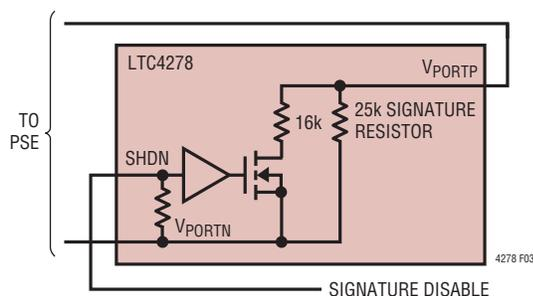 LTC4278
VPORTP
TO
PSE
16k
25k SIGNATURE
RESISTOR
SHDN
VPORTN
4278 F03
SIGNATURE DISABLE